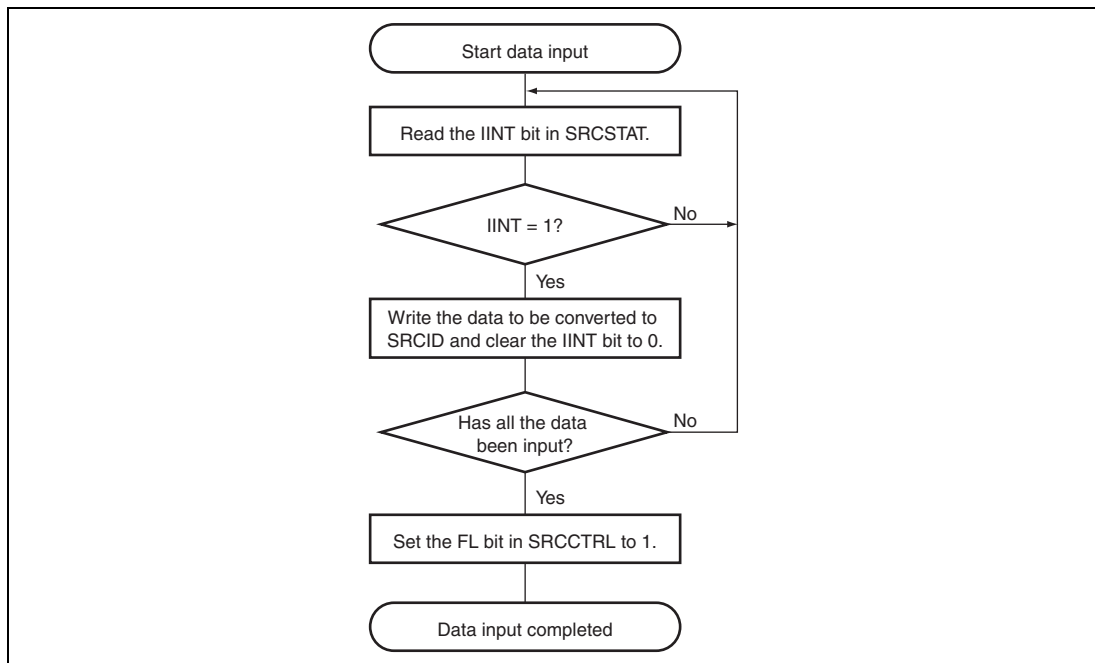 Start data input
Read the IINT bit in SRCSTAT.
IINT = 1?
No
Yes
Write the data to be converted to
SRCID and clear the IINT bit to 0.
Has all the data
been input?
No
Yes
Set the FL bit in SRCCTRL to 1.
Data input completed